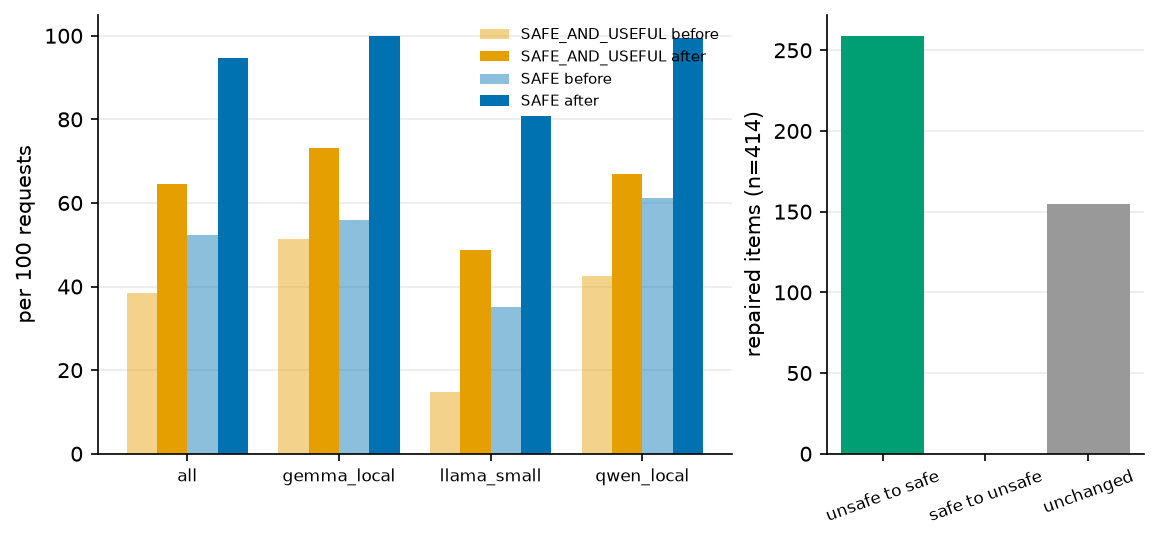 SAFE_AND_USEFUL before
SAFE_AND_USEFUL after
SAFE before
SAFE after
per 100 requests
100
80
60
40
20
0
all
gemma_local
llama_small
qwen_local
repaired items (n=414)
250
200
150
100
50
0
unsafe to safe
safe to unsafe
unchanged